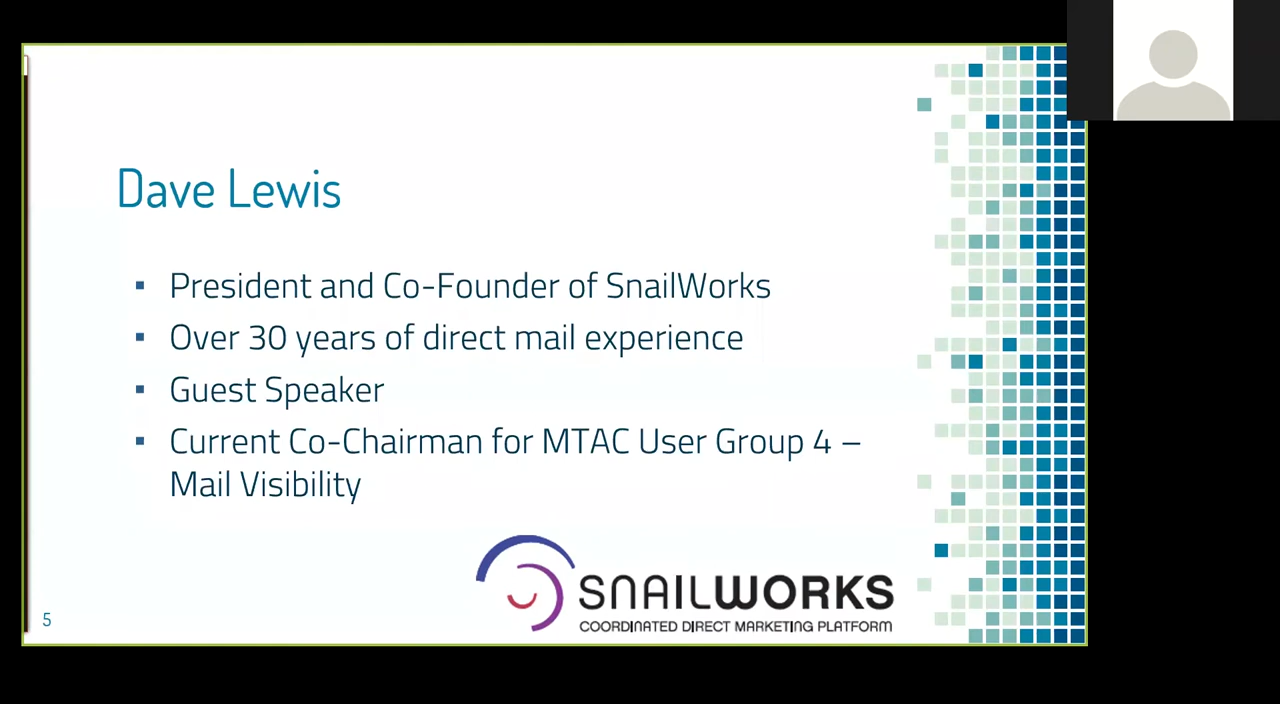 Dave Lewis
▪ President and Co-Founder of SnailWorks
▪ Over 30 years of direct mail experience
▪ Guest Speaker
▪ Current Co-Chairman for MTAC User Group 4 –
Mail Visibility
SNAILWORKS
COORDINATED DIRECT MARKETING PLATFORM
5